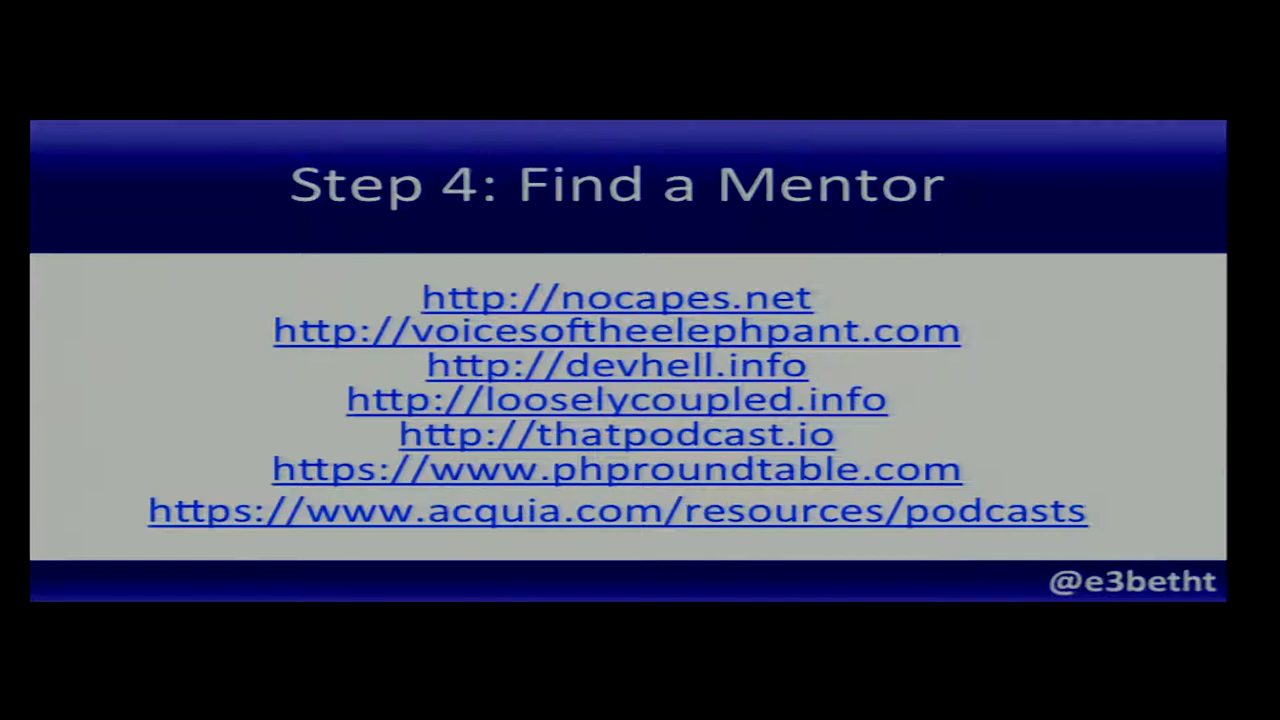 Step 4: Find a Mentor
http://nocapes.net
http://voicesoftheelephpant.com
http://devhell.info
http://looselycoupled.info
http://thatpodcast.io
https://www.phproundtable.com
https://www.acquia.com/resources/podcasts
@e3betht